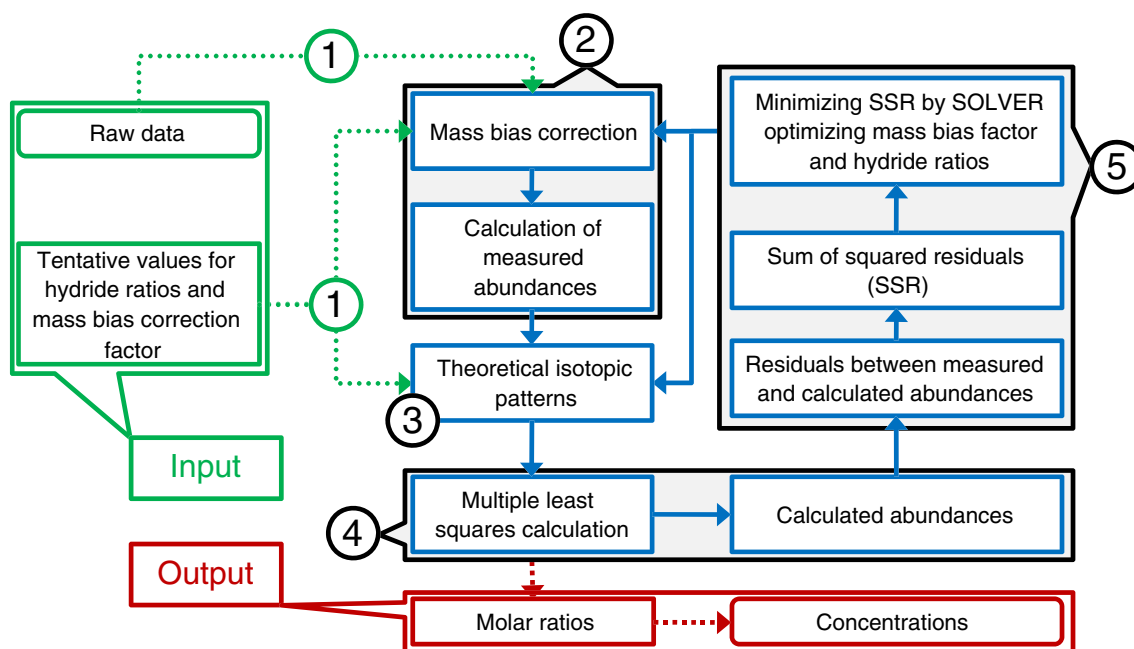 1
2
Raw data
Mass bias correction
Minimizing SSR by SOLVER
optimizing mass bias factor
and hydride ratios
5
Tentative values for
hydride ratios and
mass bias correction
factor
1
Calculation of
measured
abundances
Sum of squared residuals
(SSR)
Theoretical isotopic
patterns
3
Residuals between measured
and calculated abundances
Input
4
Multiple least
squares calculation
Calculated abundances
Output
Molar ratios
Concentrations